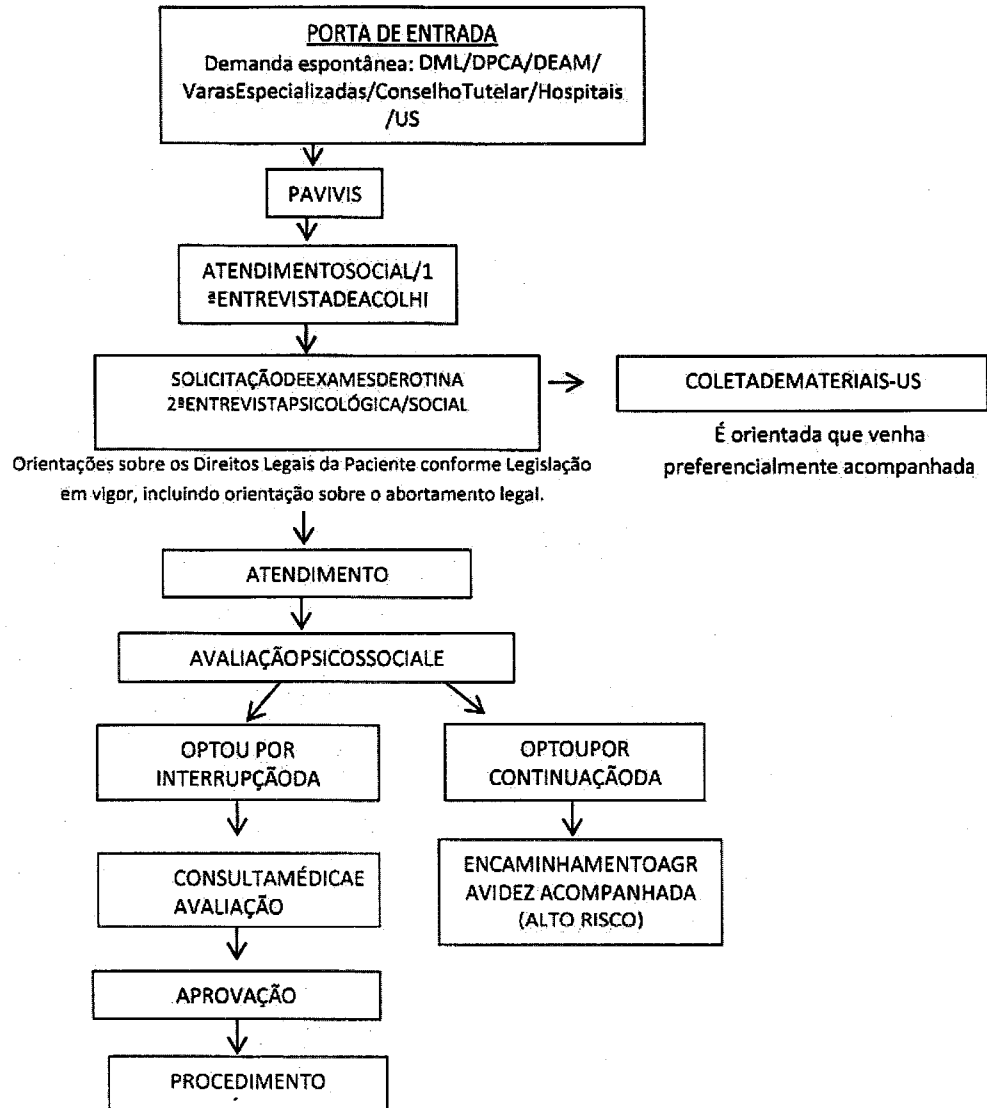 PORTA DE ENTRADA
Demanda espontânea: DML/DPCA/DEAM/
VarasEspecializadas/ConselhoTutelar/Hospitais
/US
PAVIVIS
ATENDIMENTOSOCIAL/1
ªENTREVISTADEACOLHI
SOLICITAÇÃODEEXAMESDEROTINA
2ªENTREVISTAPSICOLÓGICA/SOCIAL
COLETADEMATERIAIS-US
É orientada que venha
preferencialmente acompanhada
Orientações sobre os Direitos Legais da Paciente conforme Legislação
em vigor, incluindo orientação sobre o abortamento legal.
ATENDIMENTO
AVALIAÇÃOPSICOSSOCIALE
OPTOU POR
INTERRUPÇÃODA
OPTOUPOR
CONTINUAÇÃODA
CONSULTAMÉDICAE
AVALIAÇÃO
ENCAMINHAMENTOAGR
AVIDEZ ACOMPANHADA
(ALTO RISCO)
APROVAÇÃO
PROCEDIMENTO